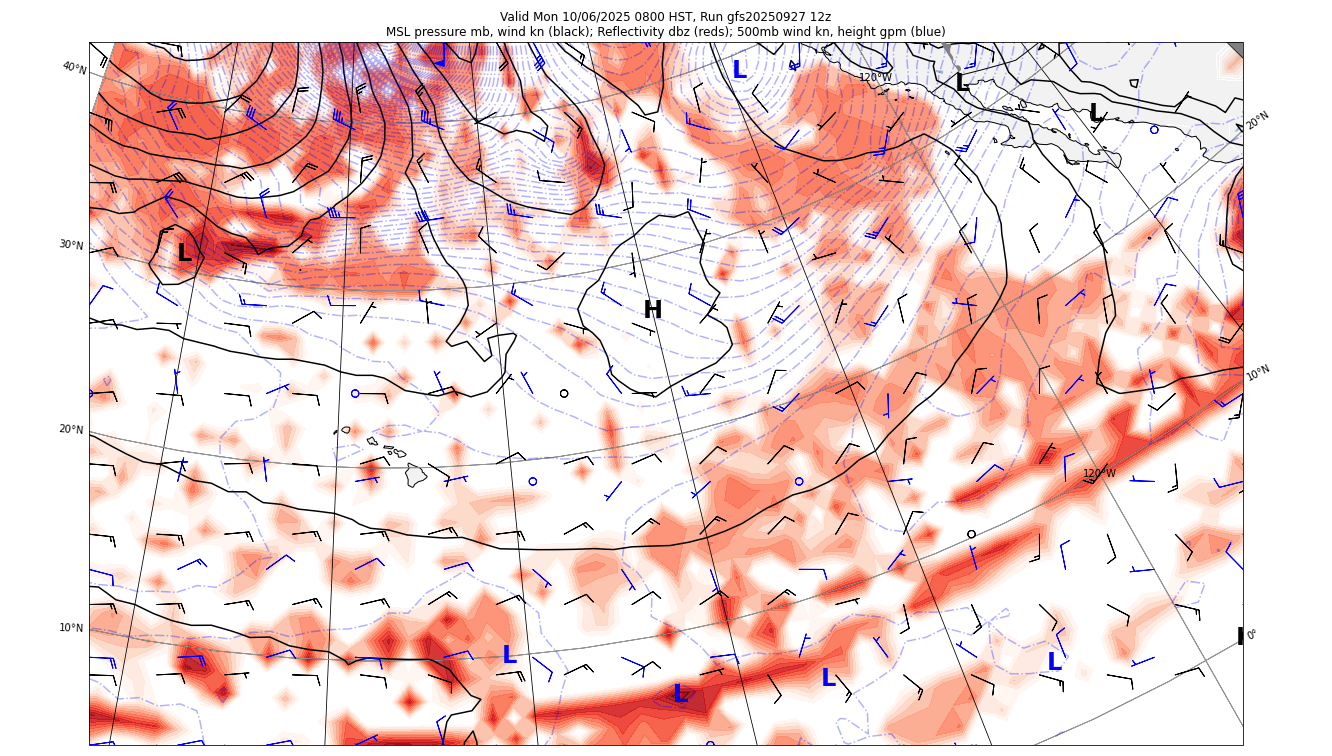 Valid Mon 10/06/2025 0800 HST, Run gfs20250927 12z
MSL pressure mb, wind kn (black); Reflectivity dbz (reds); 500mb wind kn, height gpm (blue)
40°N
L
120°W
L
L
20°N
30°N
L
H
10°N
20°N
120°W
10°N
0°
L
L
L
L